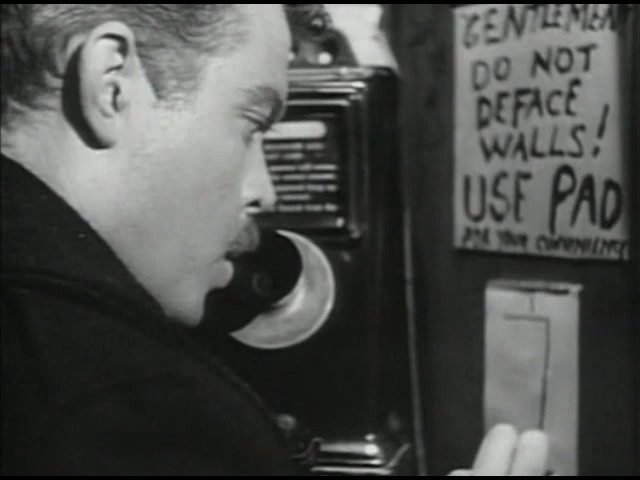 GENTLEMEN
DO NOT
DEFACE
WALLS!
USE PAD
FOR YOUR CONVENIENCE